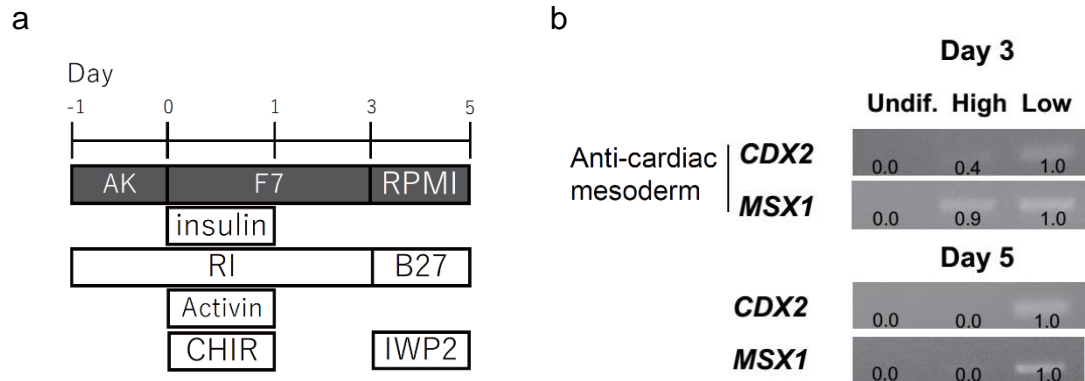 a
Day
-1 0 1 3 5
AK F7 RPMI
insulin
RI B27
Activin
CHIR IWP2
b
Day 3
Undif. High Low
Anti-cardiac
mesoderm
CDX2
0.0 0.4 1.0
MSX1
0.0 0.9 1.0
Day 5
CDX2
0.0 0.0 1.0
MSX1
0.0 0.0 1.0